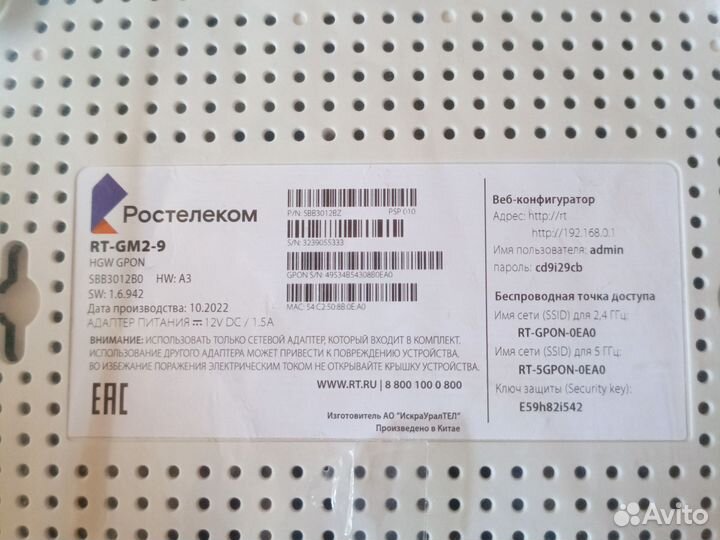 Ростелеком
RT-GM2-9
HGW GPON
SBB3012B0 HW: A3
SW: 1.6.942
Дата производства: 10.2022
АДАПТЕР ПИТАНИЯ ⎓ 12V DC / 1.5A
P/N: SBB3012BZ PSP 010
S/N: 3239055333
GPON S/N: 49534B54308B0EA0
MAC: 54:C2:50:8B:0E:A0
ВНИМАНИЕ: ИСПОЛЬЗОВАТЬ ТОЛЬКО СЕТЕВОЙ АДАПТЕР, КОТОРЫЙ ВХОДИТ В КОМПЛЕКТ.
ИСПОЛЬЗОВАНИЕ ДРУГОГО АДАПТЕРА МОЖЕТ ПРИВЕСТИ К ПОВРЕЖДЕНИЮ УСТРОЙСТВА.
ВО ИЗБЕЖАНИЕ ПОРАЖЕНИЯ ЭЛЕКТРИЧЕСКИМ ТОКОМ НЕ ОТКРЫВАЙТЕ КРЫШКУ УСТРОЙСТВА.
WWW.RT.RU | 8 800 100 0 800
EAC
Изготовитель АО "ИскраУралТЕЛ"
Произведено в Китае
Веб-конфигуратор
Адрес: http://rt
http://192.168.0.1
Имя пользователя: admin
пароль: cd9i29cb
Беспроводная точка доступа
Имя сети (SSID) для 2,4 ГГц:
RT-GPON-0EA0
Имя сети (SSID) для 5 ГГц:
RT-5GPON-0EA0
Ключ защиты (Security key):
E59h82i542
Avito